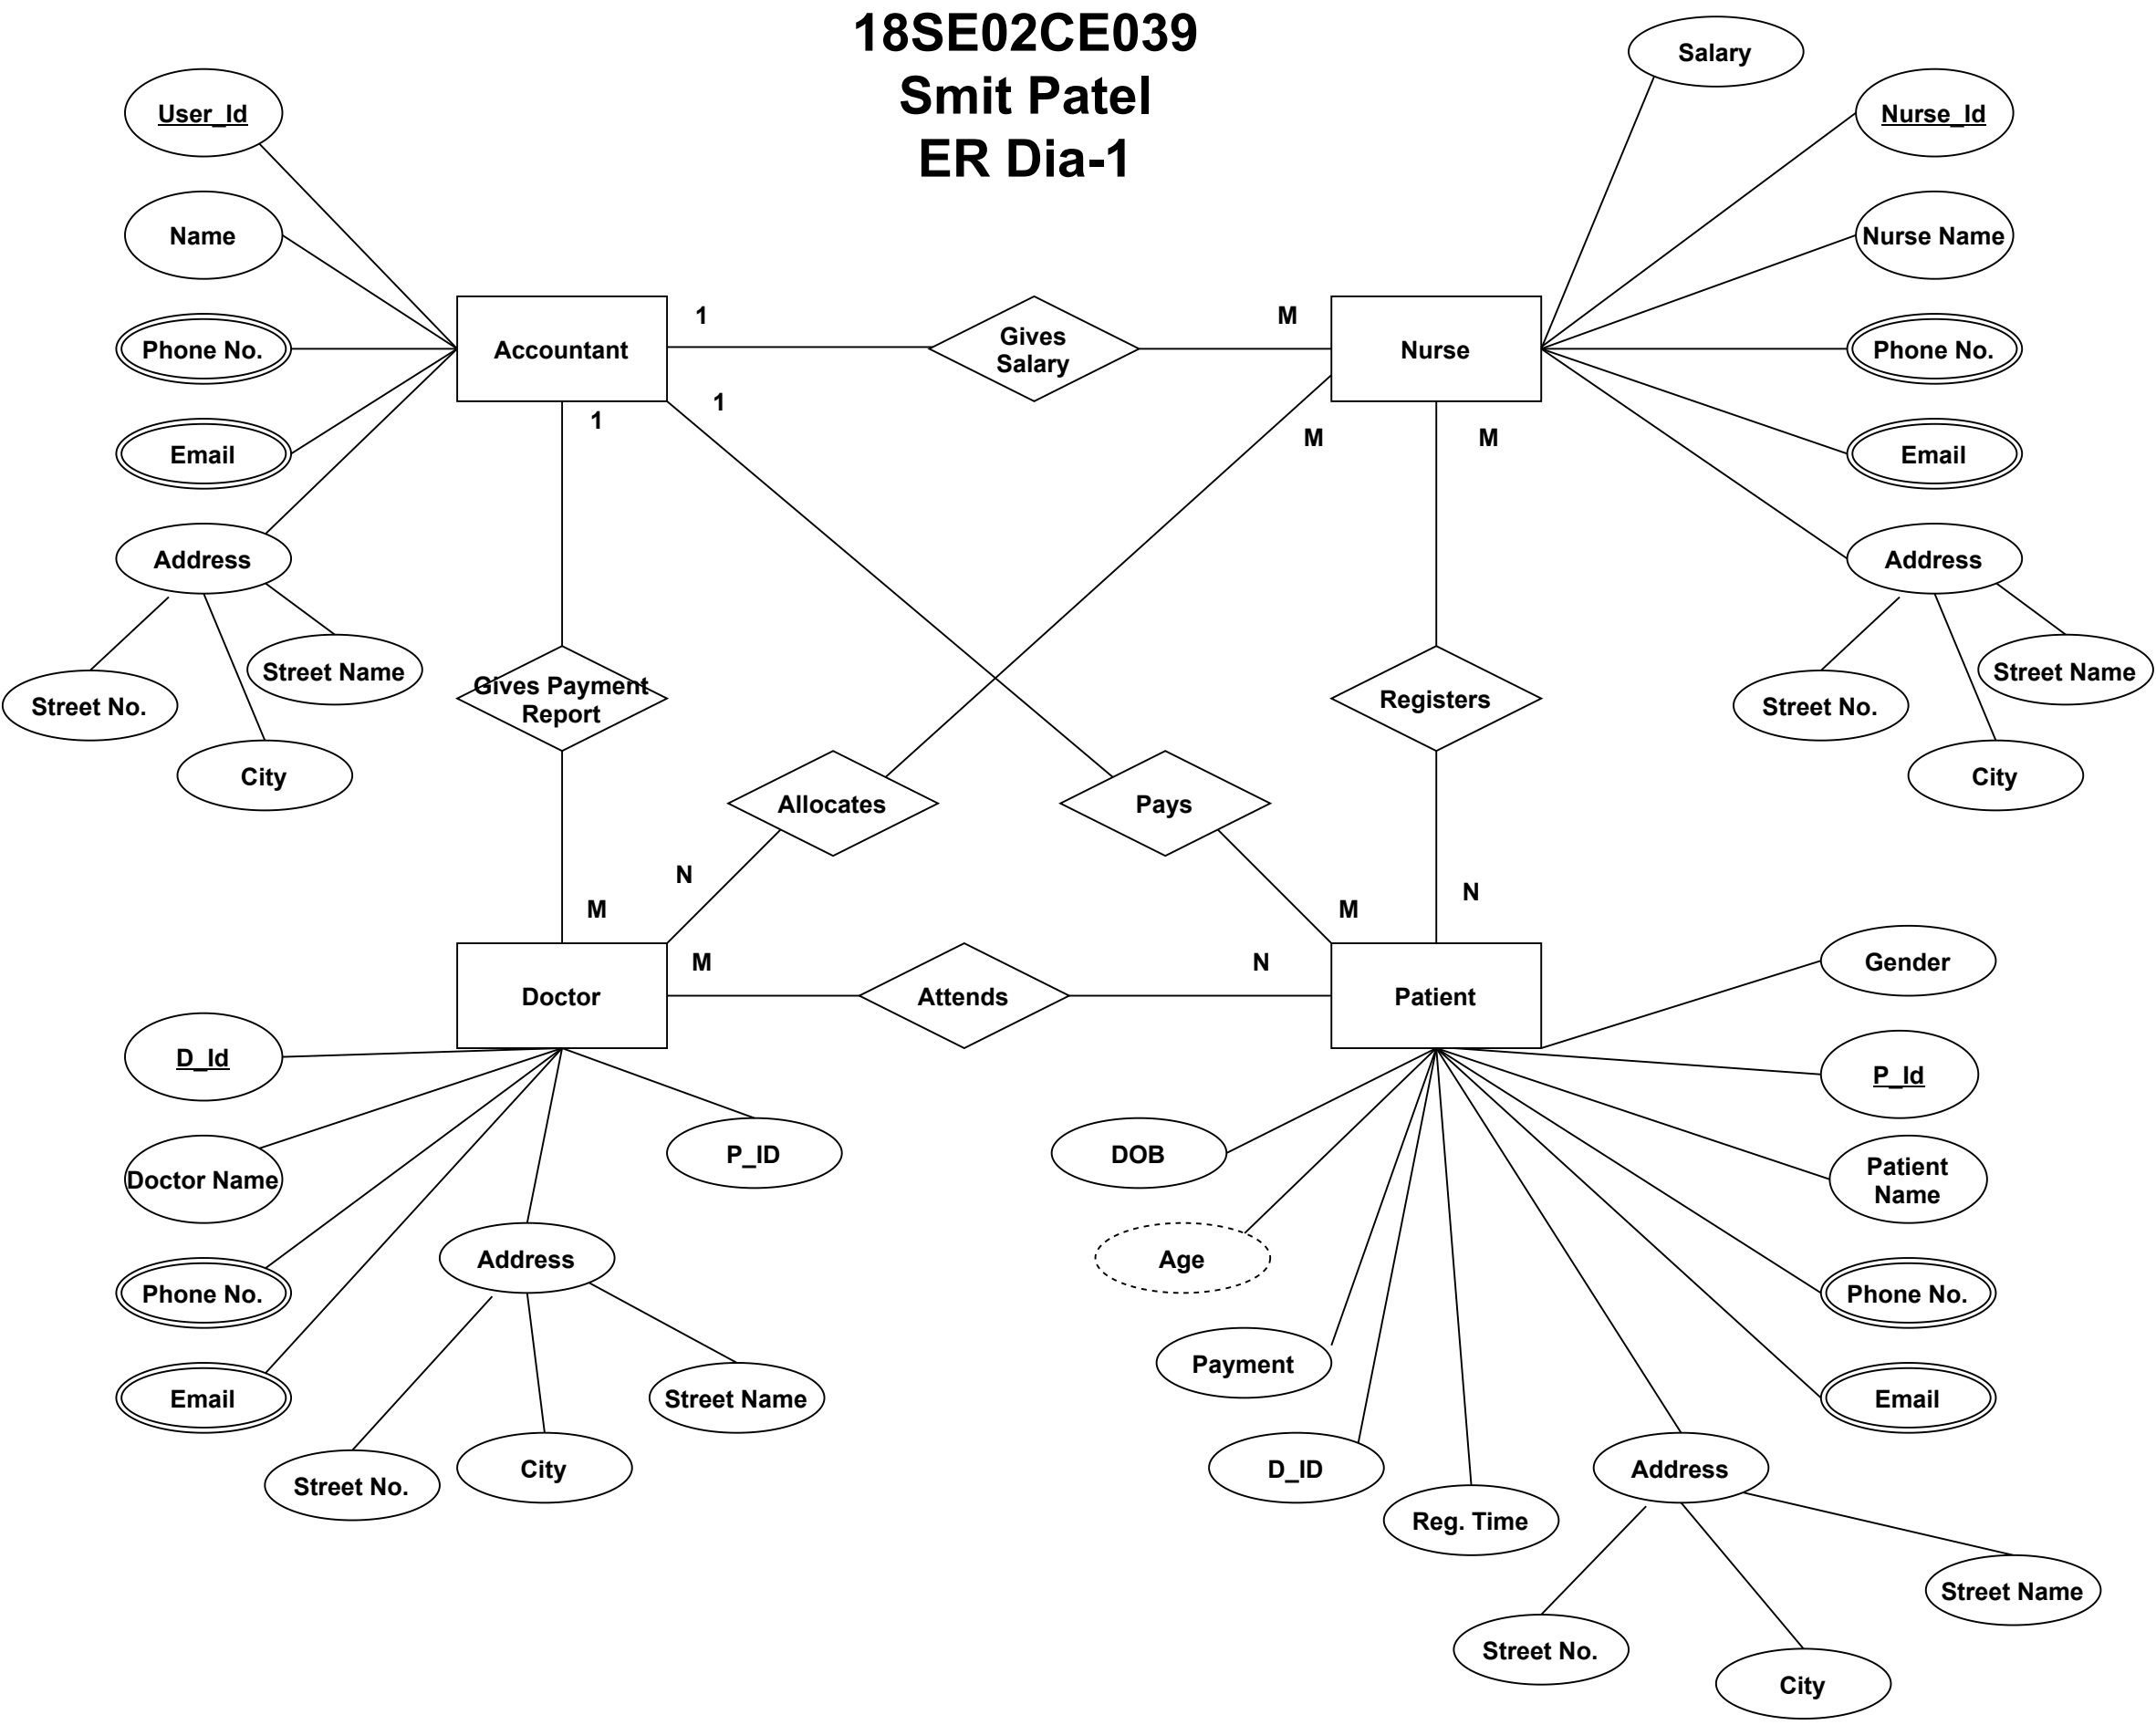 18SE02CE039
Smit Patel
ER Dia-1
Salary
User_Id
Nurse_Id
Name
Nurse Name
1
M
Phone No.
Accountant
Gives
Salary
Nurse
Phone No.
1
1
M
M
Email
Email
Address
Address
Street Name
Street No.
City
Gives Payment
Report
Registers
Street Name
Street No.
City
Allocates
Pays
N
M
M
N
M
N
Doctor
Attends
Patient
Gender
D_Id
P_Id
P_ID
DOB
Doctor Name
Patient
Name
Address
Age
Phone No.
Phone No.
Payment
Email
Street Name
Email
City
Street No.
D_ID
Address
Reg. Time
Street Name
Street No.
City